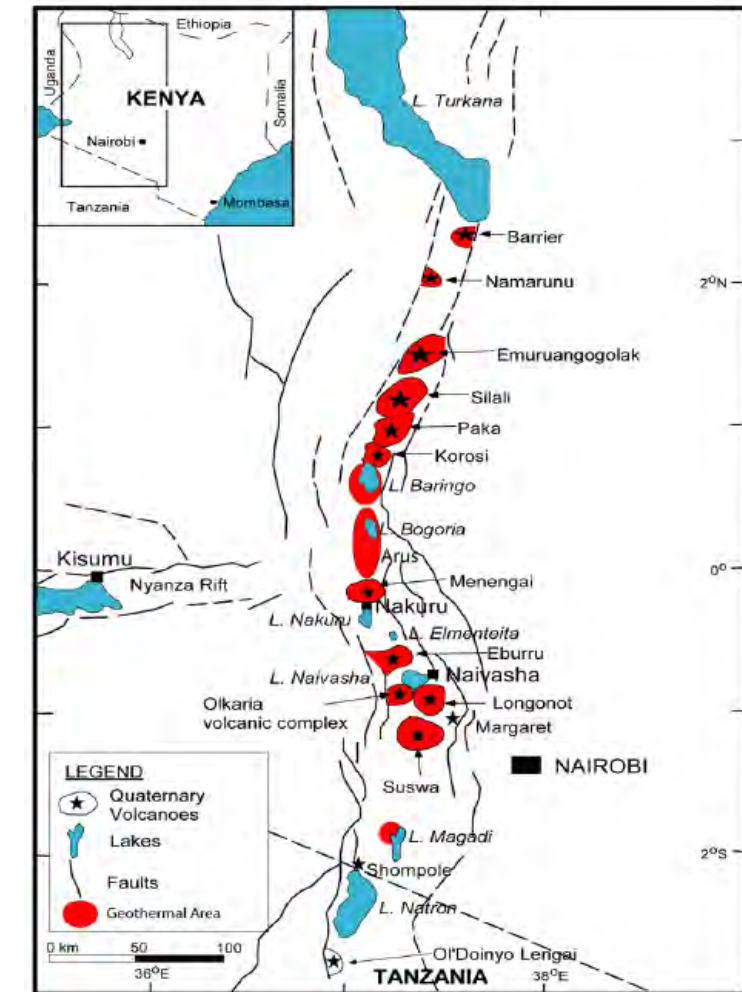 Ethiopia
Uganda
KENYA
Somalia
Nairobi
Tanzania
Mombasa
L. Turkana
Barrier
2°N
Namarunu
Emuruangogolak
Silali
Paka
Korosi
L. Baringo
L. Bogoria
Arus
Kisumu
0°
Nyanza Rift
Menengai
Nakuru
L. Nakuru
L. Elmenteita
Eburru
L. Naivasha
Naivasha
Olkaria
volcanic complex
Longonot
Margaret
NAIROBI
Suswa
LEGEND
Quaternary
Volcanoes
Lakes
Faults
Geothermal Area
L. Magadi
2°S
Shompole
L. Natron
0 km 50 100
Ol'Doinyo Lengai
36°E
TANZANIA
38°E